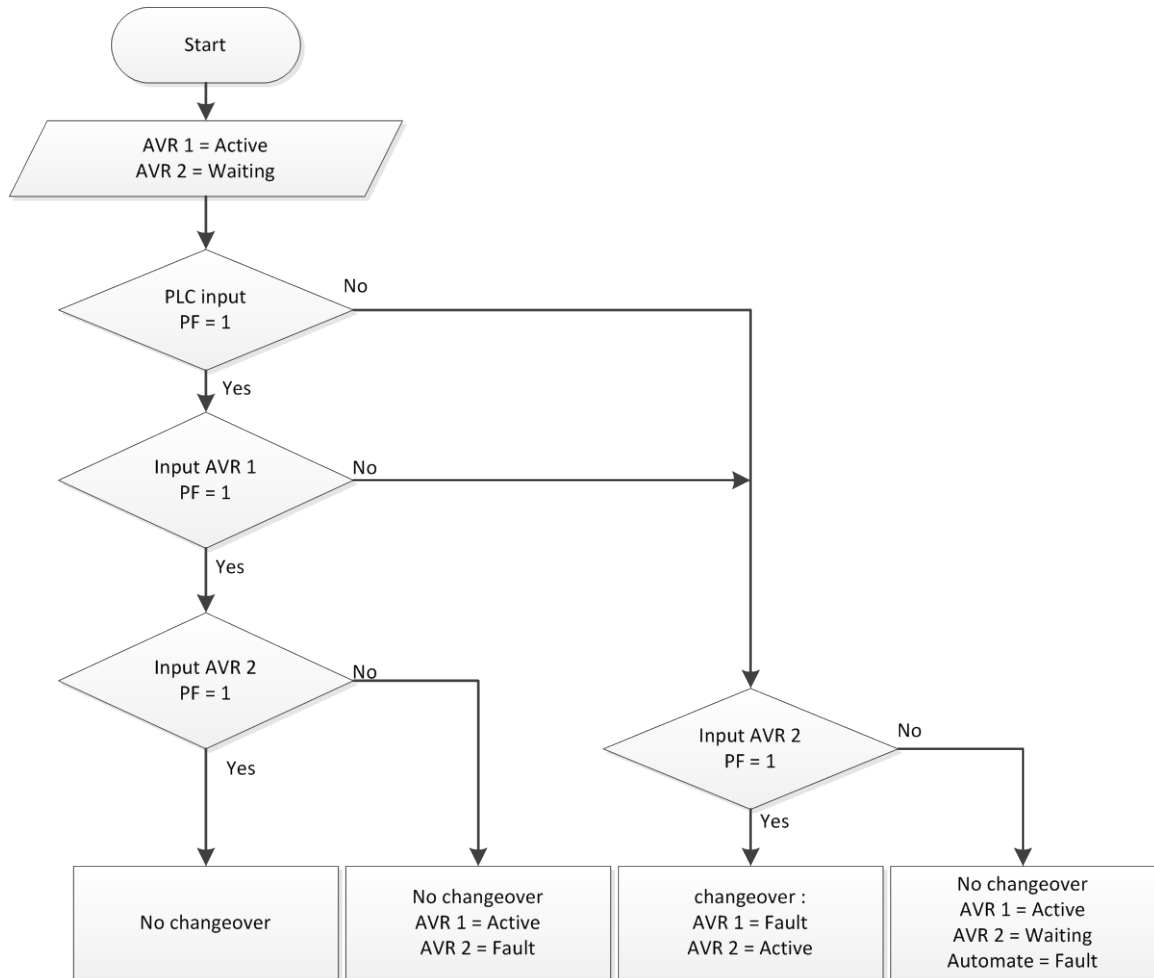 Start
AVR 1 = Active
AVR 2 = Waiting
PLC input
PF = 1
No
Yes
Input AVR 1
PF = 1
No
Yes
Input AVR 2
PF = 1
No
Yes
Input AVR 2
PF = 1
No
Yes
No changeover
No changeover
AVR 1 = Active
AVR 2 = Fault
changeover :
AVR 1 = Fault
AVR 2 = Active
No changeover
AVR 1 = Active
AVR 2 = Waiting
Automate = Fault